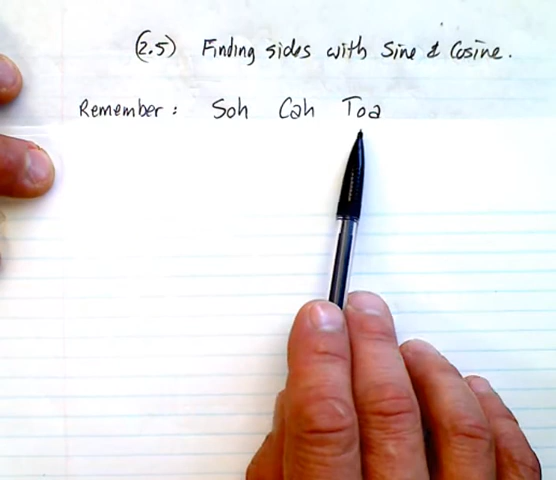 (2.5) Finding sides with Sine & Cosine.
Remember: Soh Cah Toa